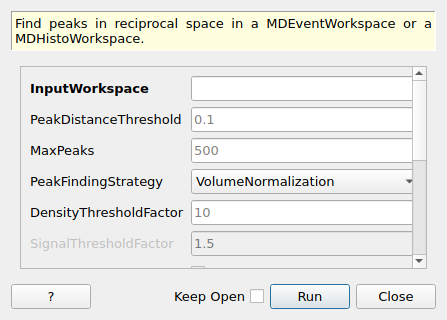 Find peaks in reciprocal space in a MDEventWorkspace or a
MDHistoWorkspace.
InputWorkspace
PeakDistanceThreshold 0.1
MaxPeaks 500
PeakFindingStrategy VolumeNormalization
DensityThresholdFactor 10
SignalThresholdFactor 1.5
? Keep Open Run Close